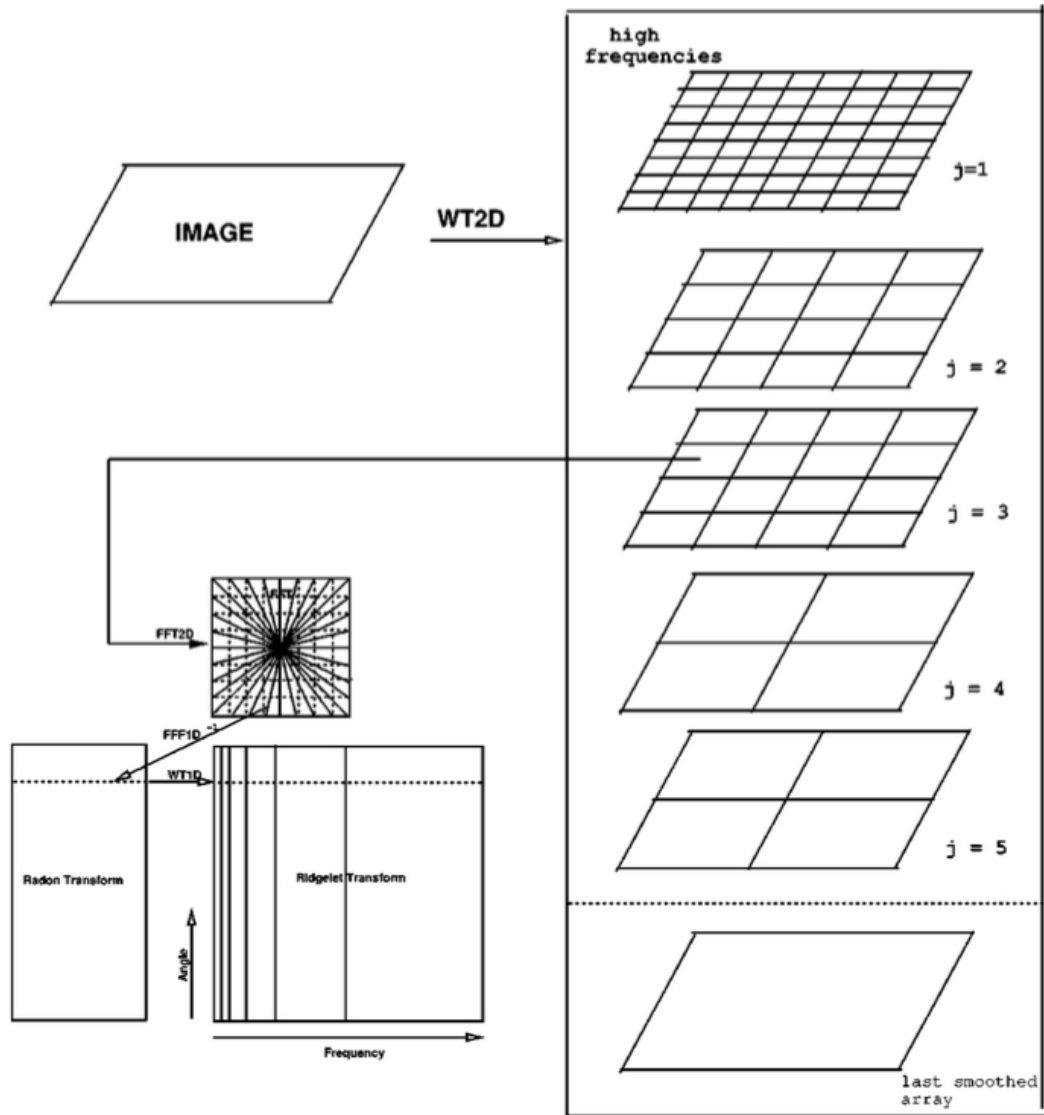 high
frequencies
j=1
IMAGE
WT2D
j = 2
j = 3
FFT
FFT2D
j = 4
FFF1D -1
WT1D
j = 5
Radon Transform
Ridgelet Transform
Angle
Frequency
last smoothed
array